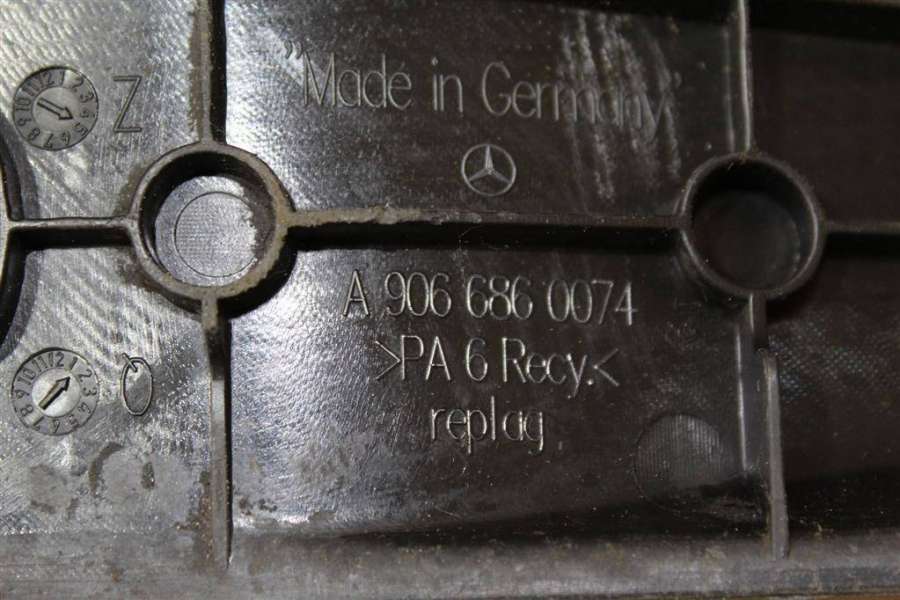 "Made in Germany"
A 906 686 0074
>PA 6 Recy.<
replag
Z